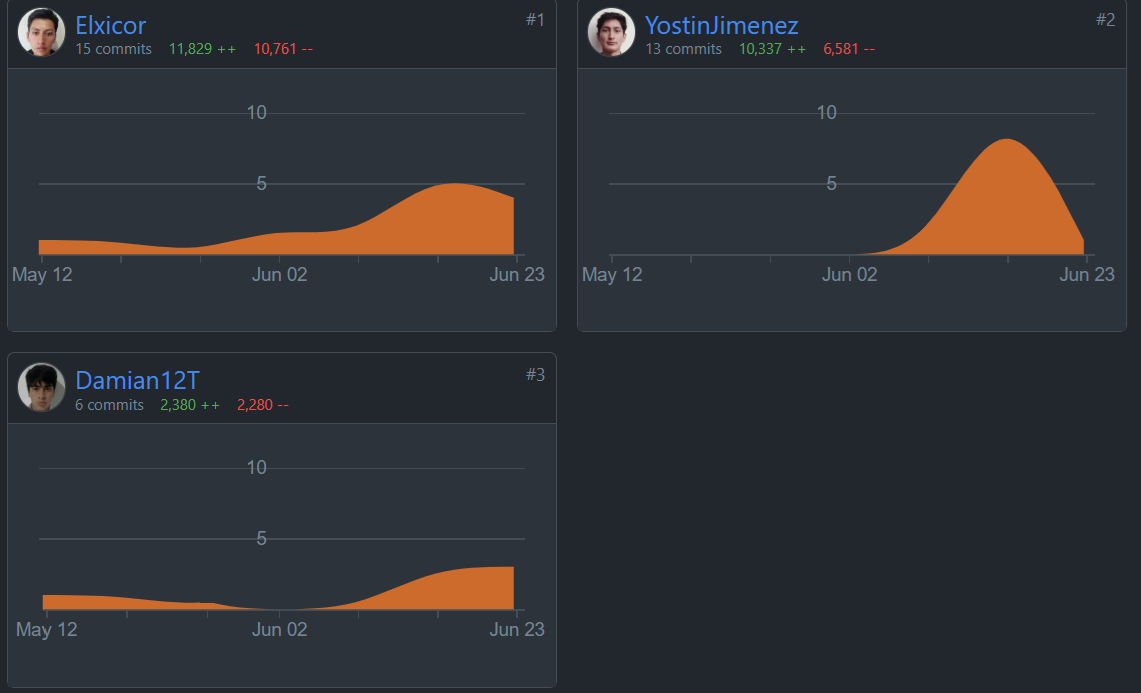 Elxicor #1
15 commits 11,829 ++ 10,761 --
10
5
May 12 Jun 02 Jun 23
YostinJimenez #2
13 commits 10,337 ++ 6,581 --
10
5
May 12 Jun 02 Jun 23
Damian12T #3
6 commits 2,380 ++ 2,280 --
10
5
May 12 Jun 02 Jun 23